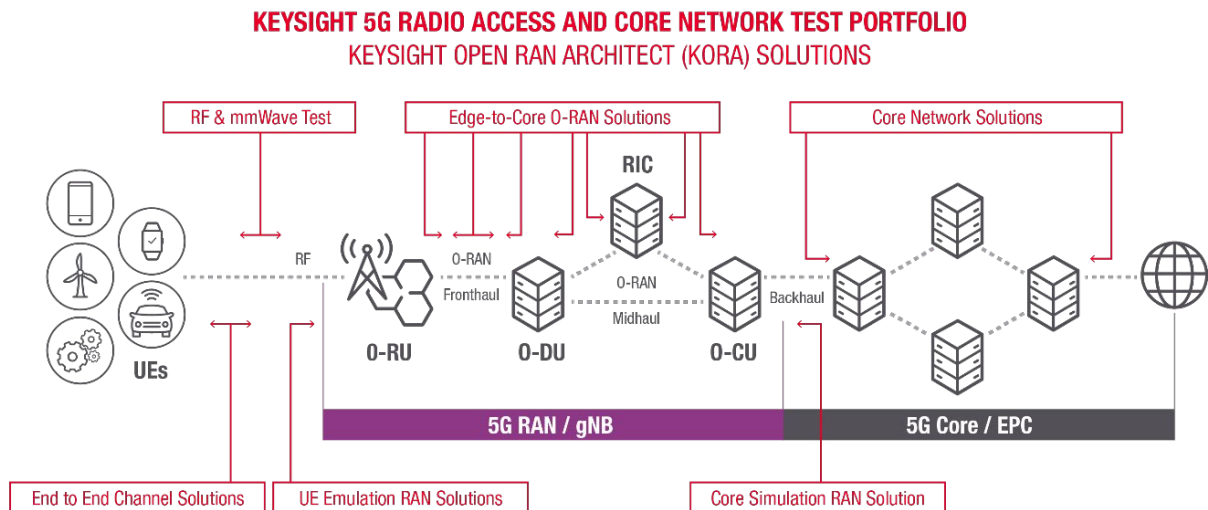 KEYSIGHT 5G RADIO ACCESS AND CORE NETWORK TEST PORTFOLIO
KEYSIGHT OPEN RAN ARCHITECT (KORA) SOLUTIONS
RF & mmWave Test
Edge-to-Core O-RAN Solutions
Core Network Solutions
RIC
RF
O-RAN
Fronthaul
O-RAN
Midhaul
Backhaul
UEs
O-RU
O-DU
O-CU
5G RAN / gNB
5G Core / EPC
End to End Channel Solutions
UE Emulation RAN Solutions
Core Simulation RAN Solution